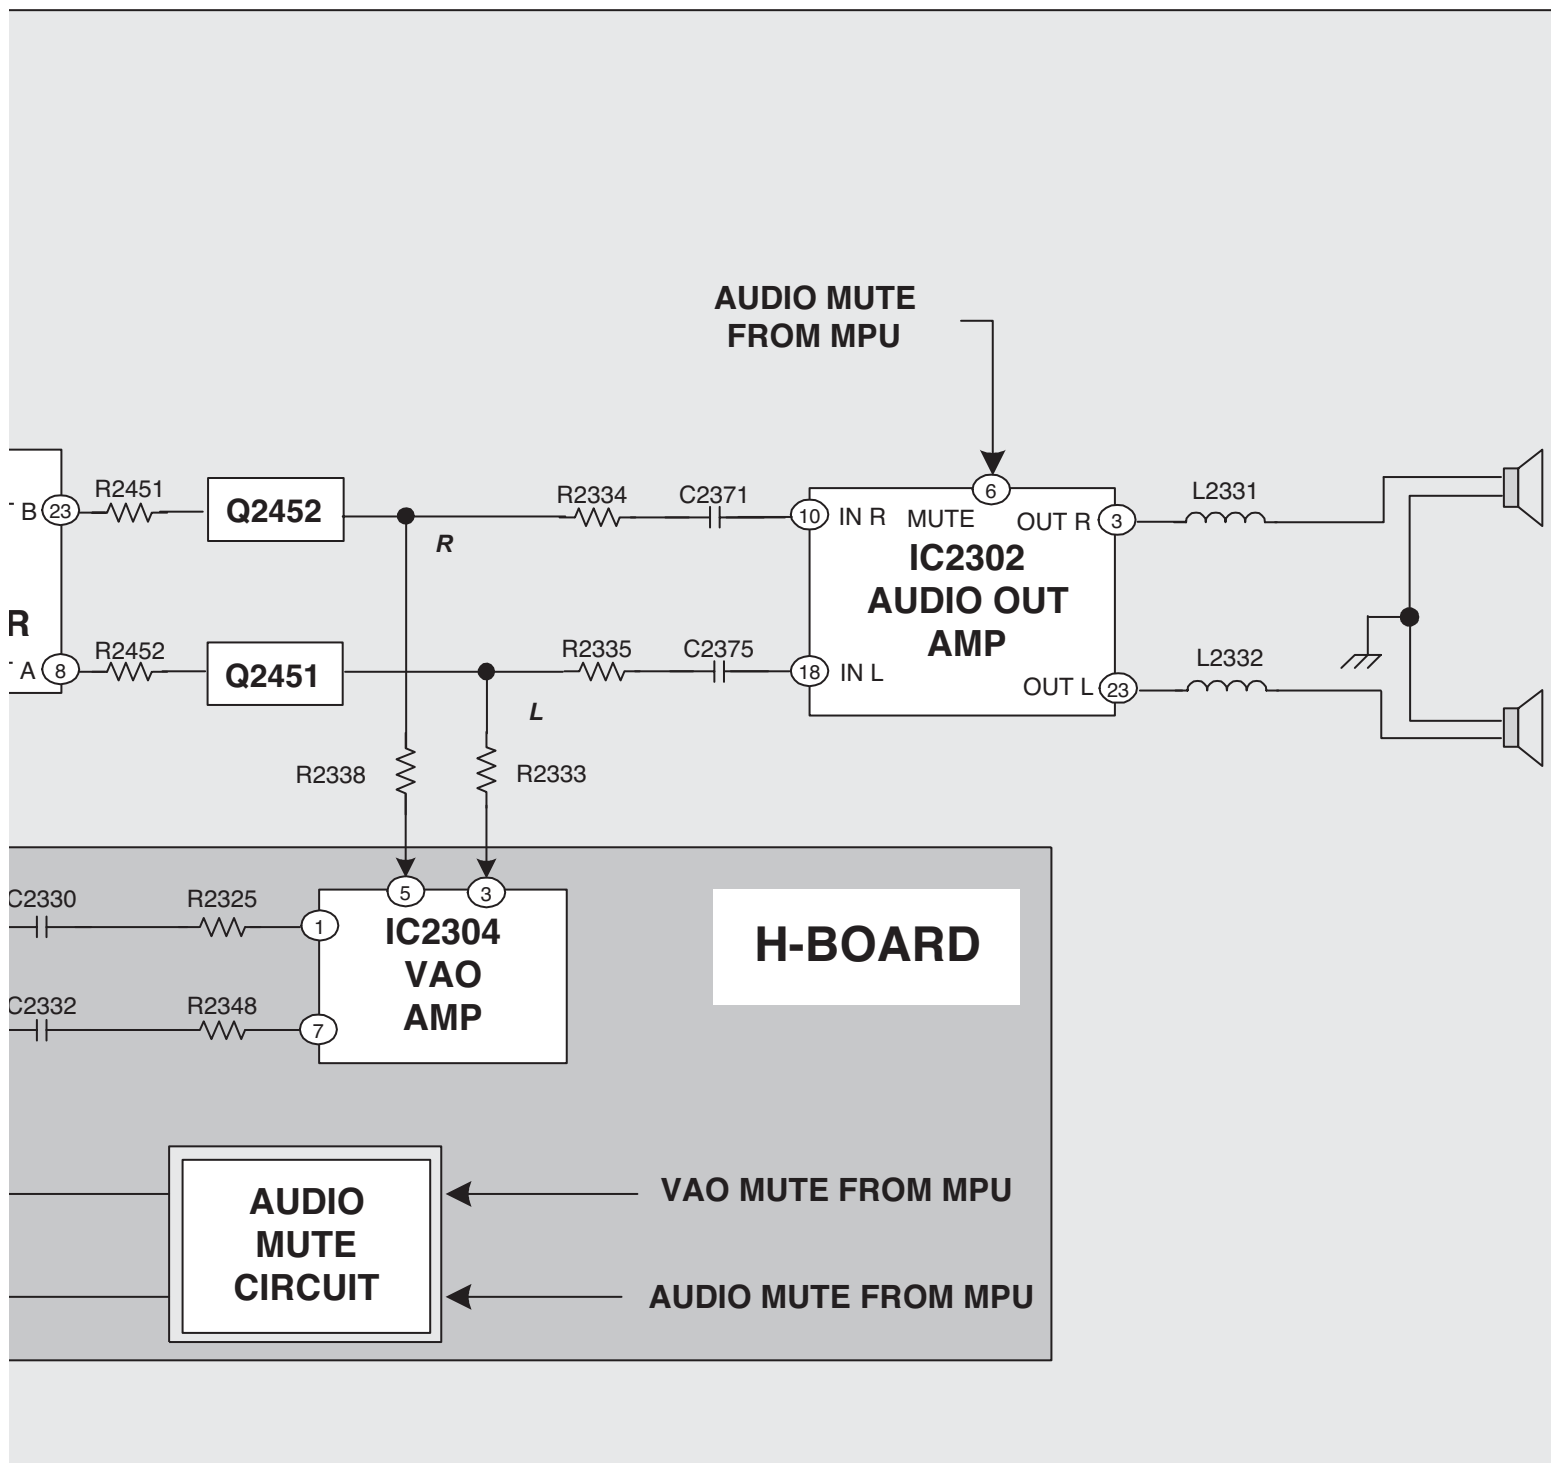 AUDIO MUTE
FROM MPU
R2451
Q2452
R2334
C2371
6
L2331
B 23
R
10 IN R
MUTE
OUT R 3
IC2302
AUDIO OUT
AMP
R
R2452
Q2451
R2335
C2375
L2332
A 8
L
18 IN L
OUT L 23
R2338
R2333
C2330
R2325
5
3
1
IC2304
VAO
AMP
H-BOARD
C2332
R2348
7
AUDIO
MUTE
CIRCUIT
VAO MUTE FROM MPU
AUDIO MUTE FROM MPU